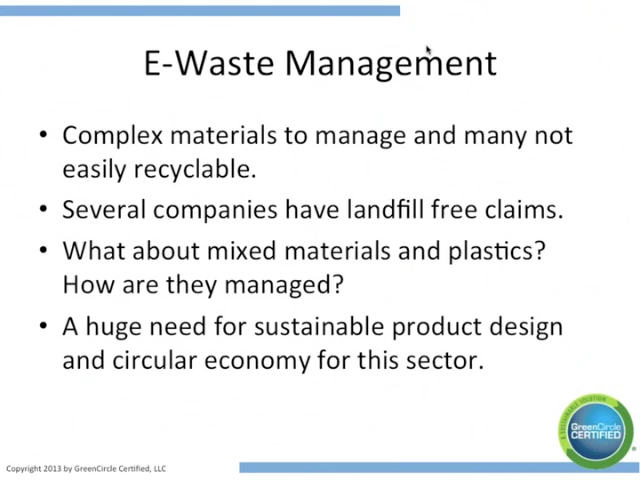 E-Waste Management
• Complex materials to manage and many not
easily recyclable.
• Several companies have landfill free claims.
• What about mixed materials and plastics?
How are they managed?
• A huge need for sustainable product design
and circular economy for this sector.
A SUSTAINABLE SOLUTION
GreenCircle
CERTIFIED
®
Copyright 2013 by GreenCircle Certified, LLC